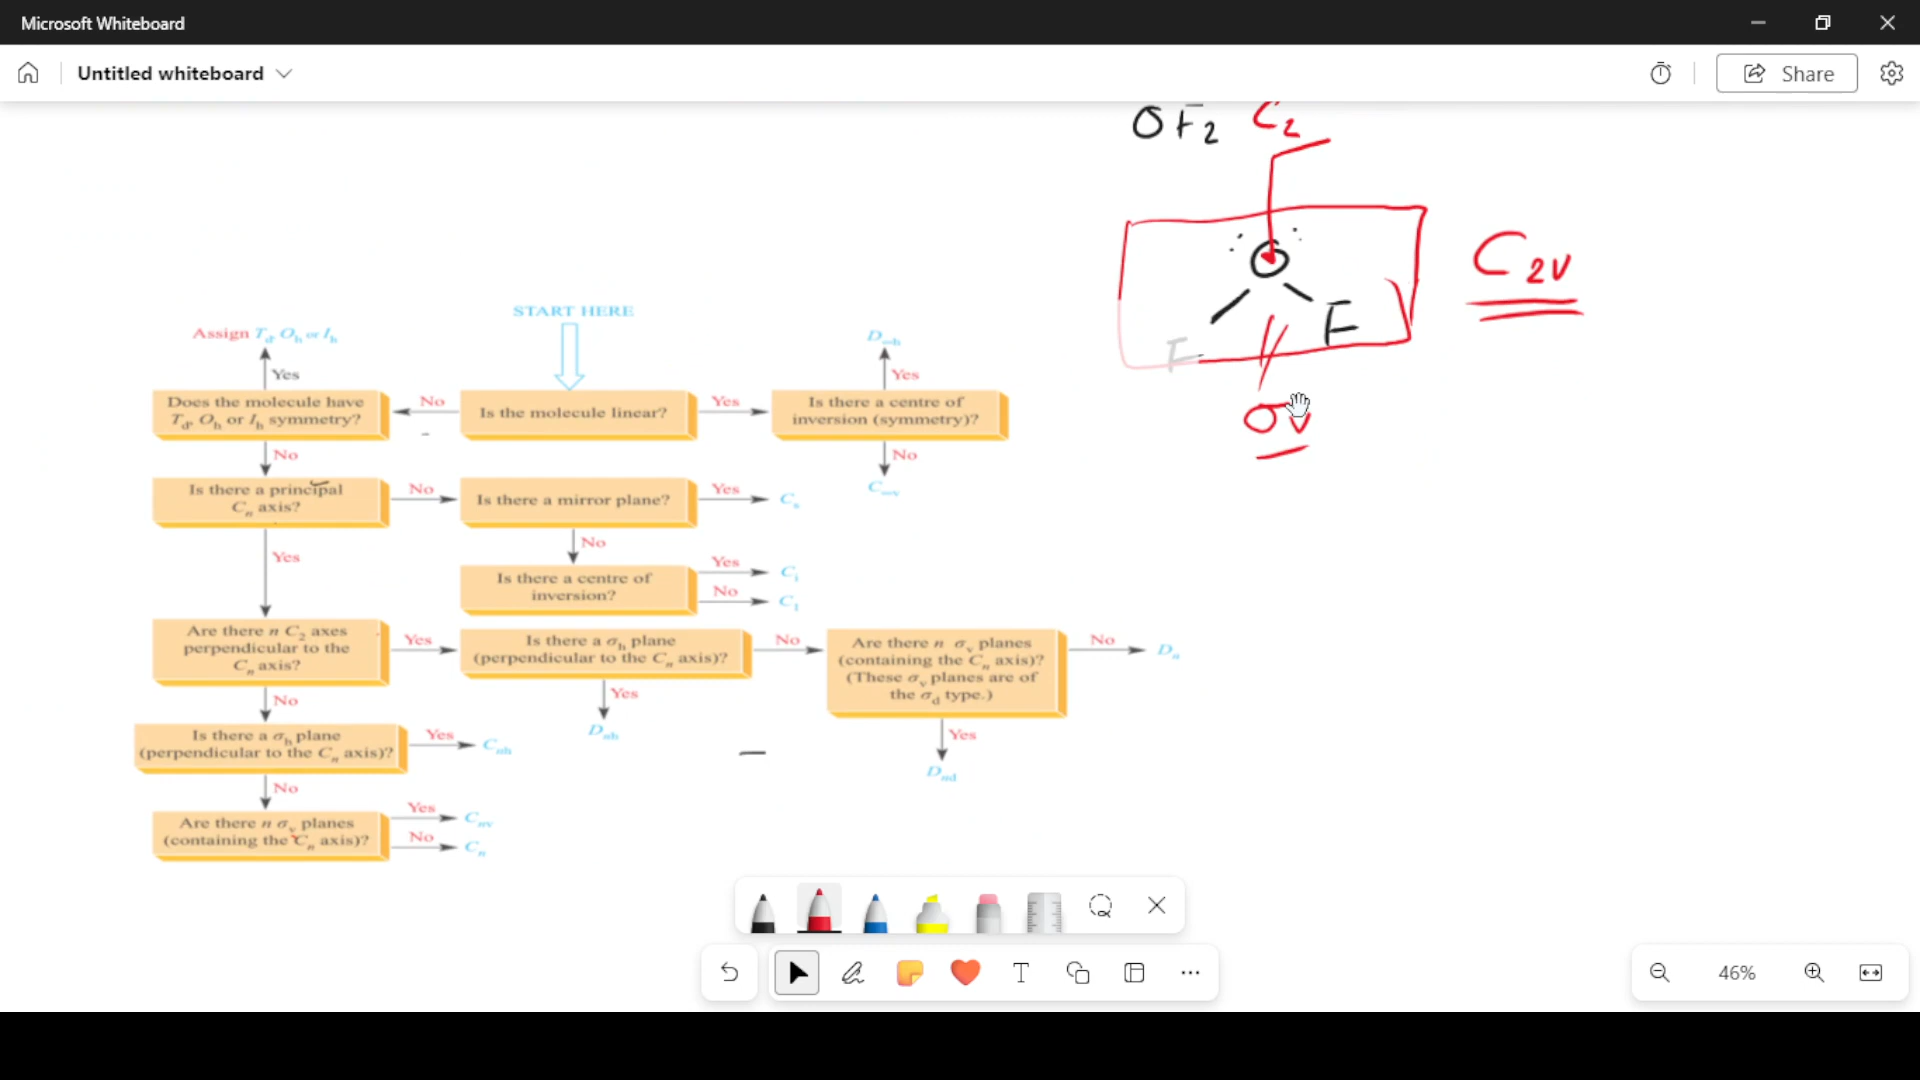 Microsoft Whiteboard
Untitled whiteboard
Share
OF2 C2
O
F
F
C2v
σv
START HERE
Assign Td, Oh or Ih
Yes
Does the molecule have
Td, Oh or Ih symmetry?
No
Is the molecule linear?
Yes
Is there a centre of
inversion (symmetry)?
D∞h
Yes
No
C∞v
No
Is there a principal
Cn axis?
No
Is there a mirror plane?
Yes
Cs
No
Is there a centre of
inversion?
Yes
Ci
No
C1
Yes
Are there n C2 axes
perpendicular to the
Cn axis?
Yes
Is there a σh plane
(perpendicular to the Cn axis)?
No
Are there n σv planes
(containing the Cn axis)?
(These σv planes are of
the σd type.)
No
Dn
Yes
Dnh
Yes
Dnd
No
Is there a σh plane
(perpendicular to the Cn axis)?
Yes
Cnh
No
Are there n σv planes
(containing the Cn axis)?
Yes
Cnv
No
Cn
46%